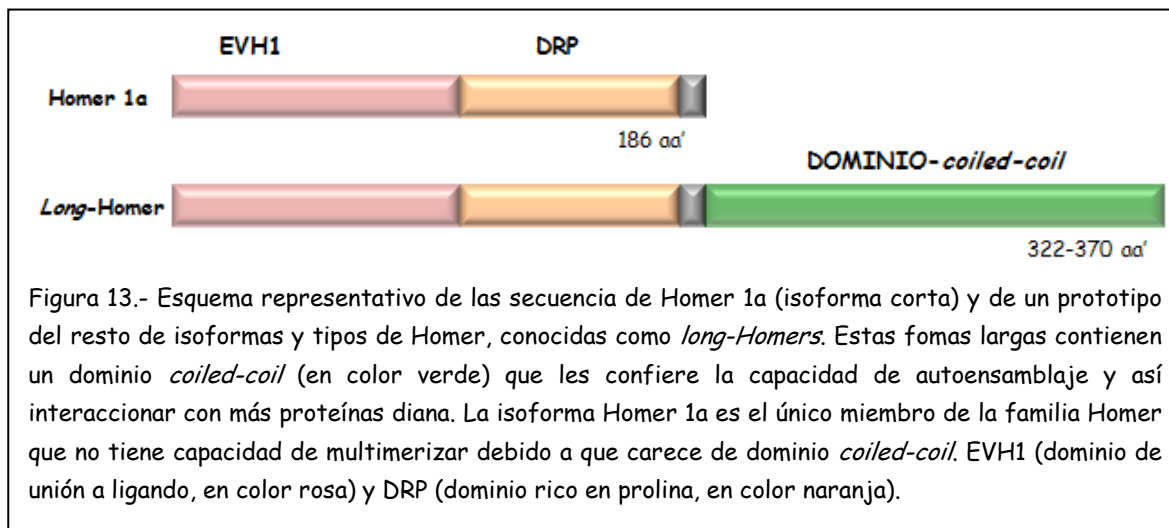 EVH1 DRP
Homer 1a
186 aa'
DOMINIO-coiled-coil
Long-Homer
322-370 aa'
Figura 13.- Esquema representativo de las secuencia de Homer 1a (isoforma corta) y de un prototipo
del resto de isoformas y tipos de Homer, conocidas como long-Homers. Estas fomas largas contienen
un dominio coiled-coil (en color verde) que les confiere la capacidad de autoensamblaje y así
interaccionar con más proteínas diana. La isoforma Homer 1a es el único miembro de la familia Homer
que no tiene capacidad de multimerizar debido a que carece de dominio coiled-coil. EVH1 (dominio de
unión a ligando, en color rosa) y DRP (dominio rico en prolina, en color naranja).